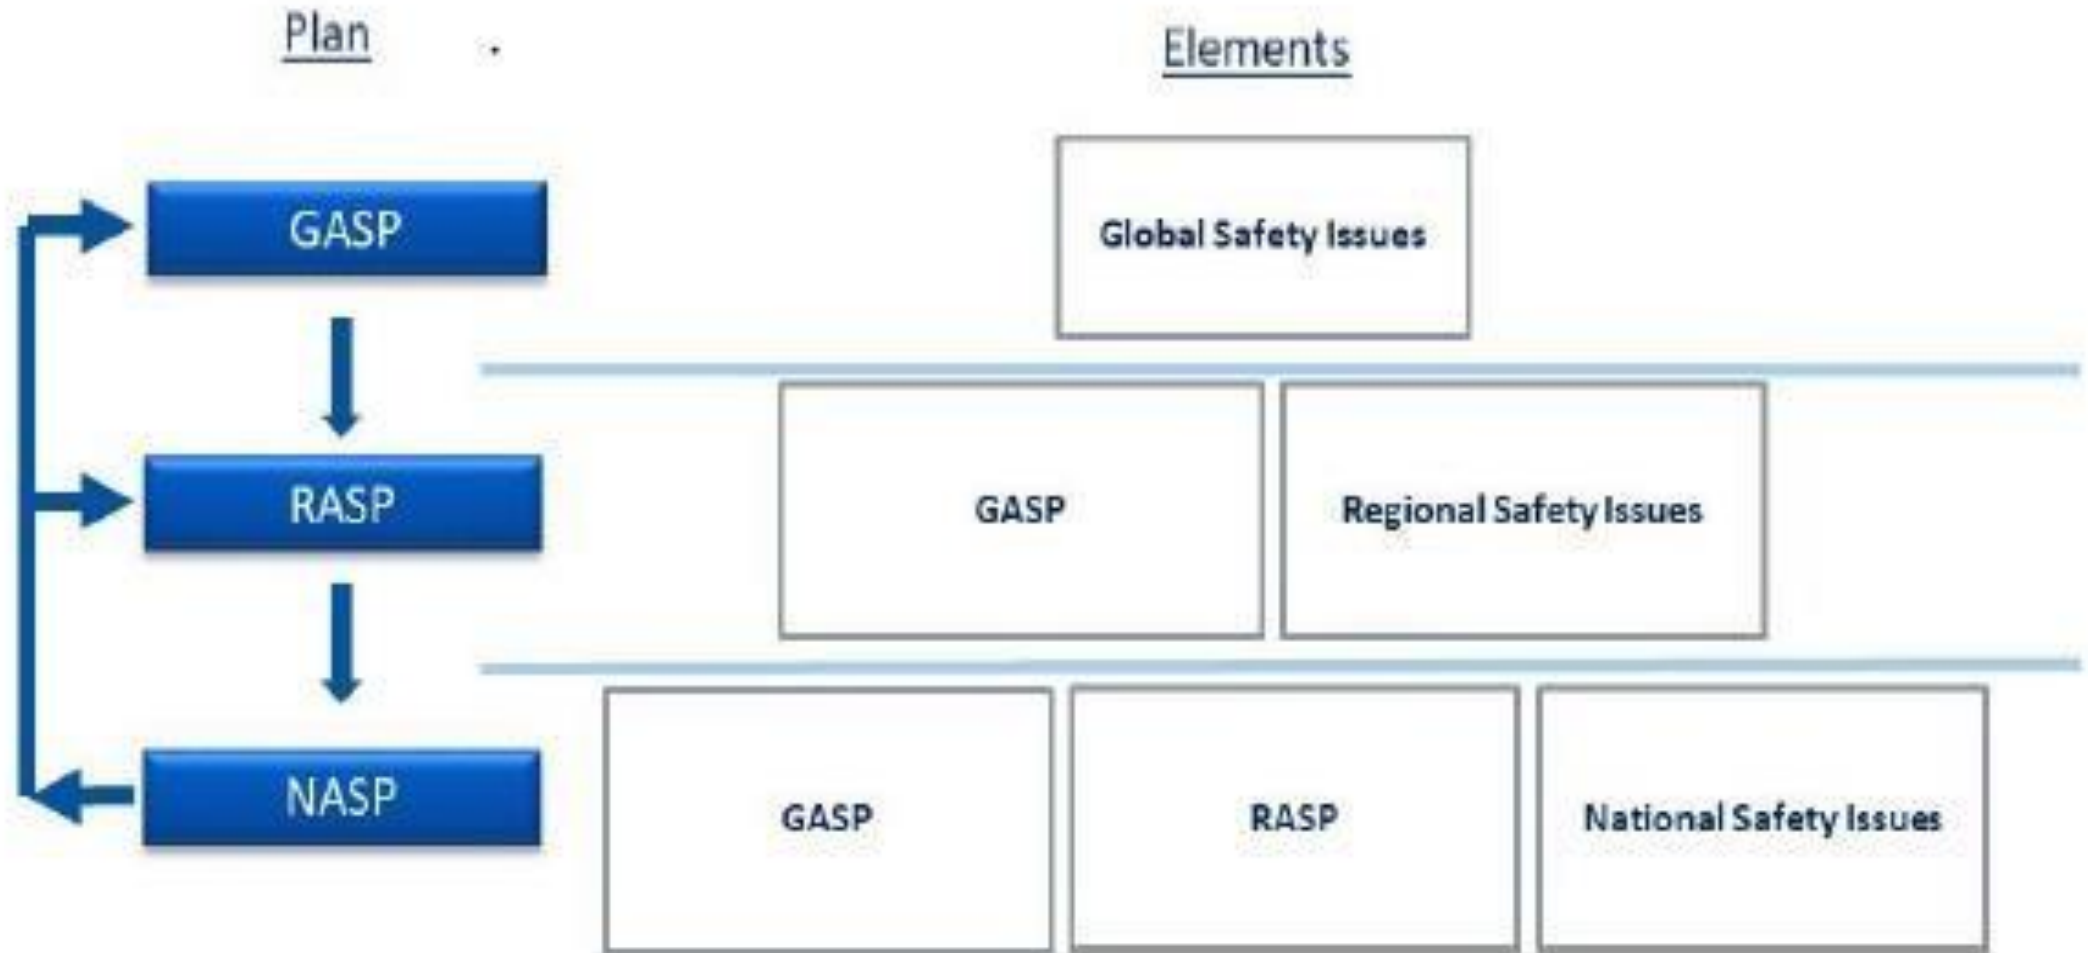 Plan
Elements
GASP
Global Safety Issues
RASP
GASP
Regional Safety Issues
NASP
GASP
RASP
National Safety Issues